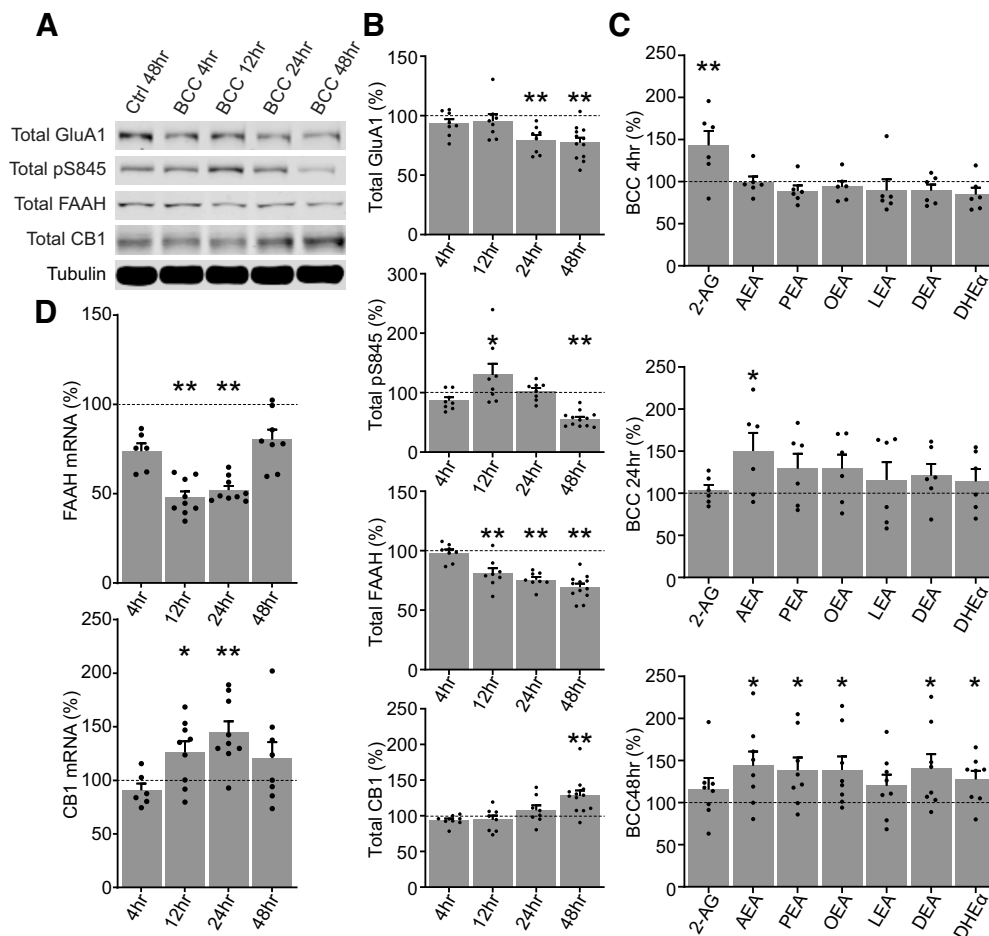 A
Ctrl 48hr
BCC 4hr
BCC 12hr
BCC 24hr
BCC 48hr
Total GluA1
Total pS845
Total FAAH
Total CB1
Tubulin
B
150
100
50
0
Total GluA1 (%)
** **
4hr 12hr 24hr 48hr
300
200
100
0
Total pS845 (%)
* **
4hr 12hr 24hr 48hr
150
100
50
0
Total FAAH (%)
** ** **
4hr 12hr 24hr 48hr
250
200
150
100
50
0
Total CB1 (%)
**
4hr 12hr 24hr 48hr
C
250
200
150
100
50
0
BCC 4hr (%)
**
2-AG AEA PEA OEA LEA DEA DHEα
250
200
150
100
50
0
BCC 24hr (%)
*
2-AG AEA PEA OEA LEA DEA DHEα
250
200
150
100
50
0
BCC48hr (%)
* * * * *
2-AG AEA PEA OEA LEA DEA DHEα
D
150
100
50
0
FAAH mRNA (%)
** **
4hr 12hr 24hr 48hr
250
200
150
100
50
0
CB1 mRNA (%)
* **
4hr 12hr 24hr 48hr